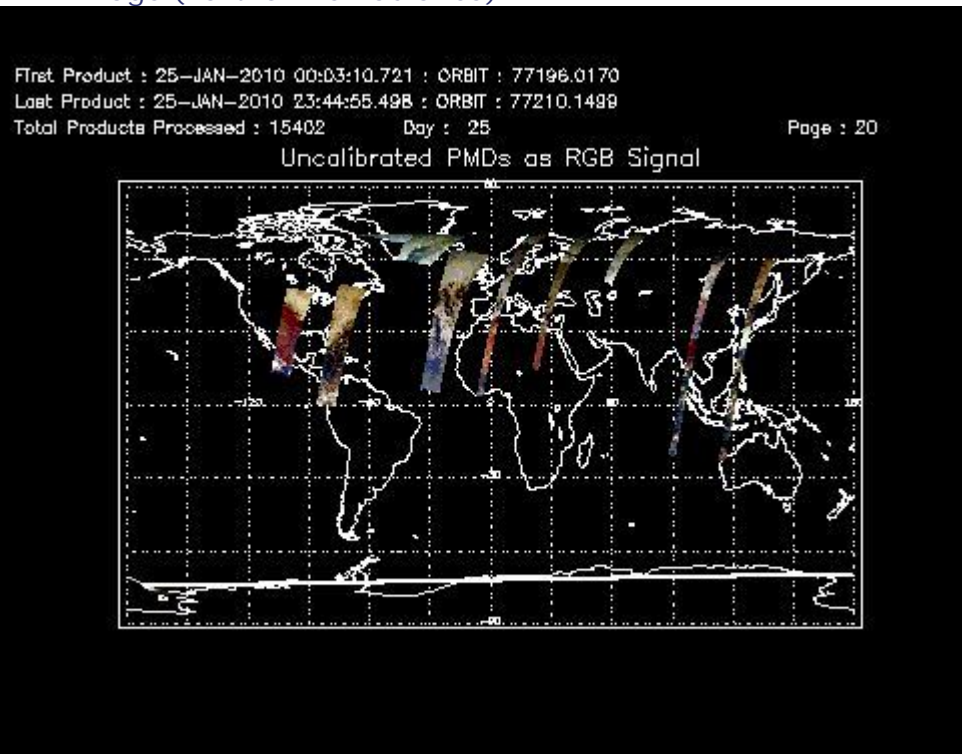 First Product : 25-JAN-2010 00:03:10.721 : ORBIT : 77196.0170
Last Product : 25-JAN-2010 23:44:55.498 : ORBIT : 77210.1499
Total Products Processed : 15402 Day : 25 Page : 20
Uncalibrated PMDs as RGB Signal
-120